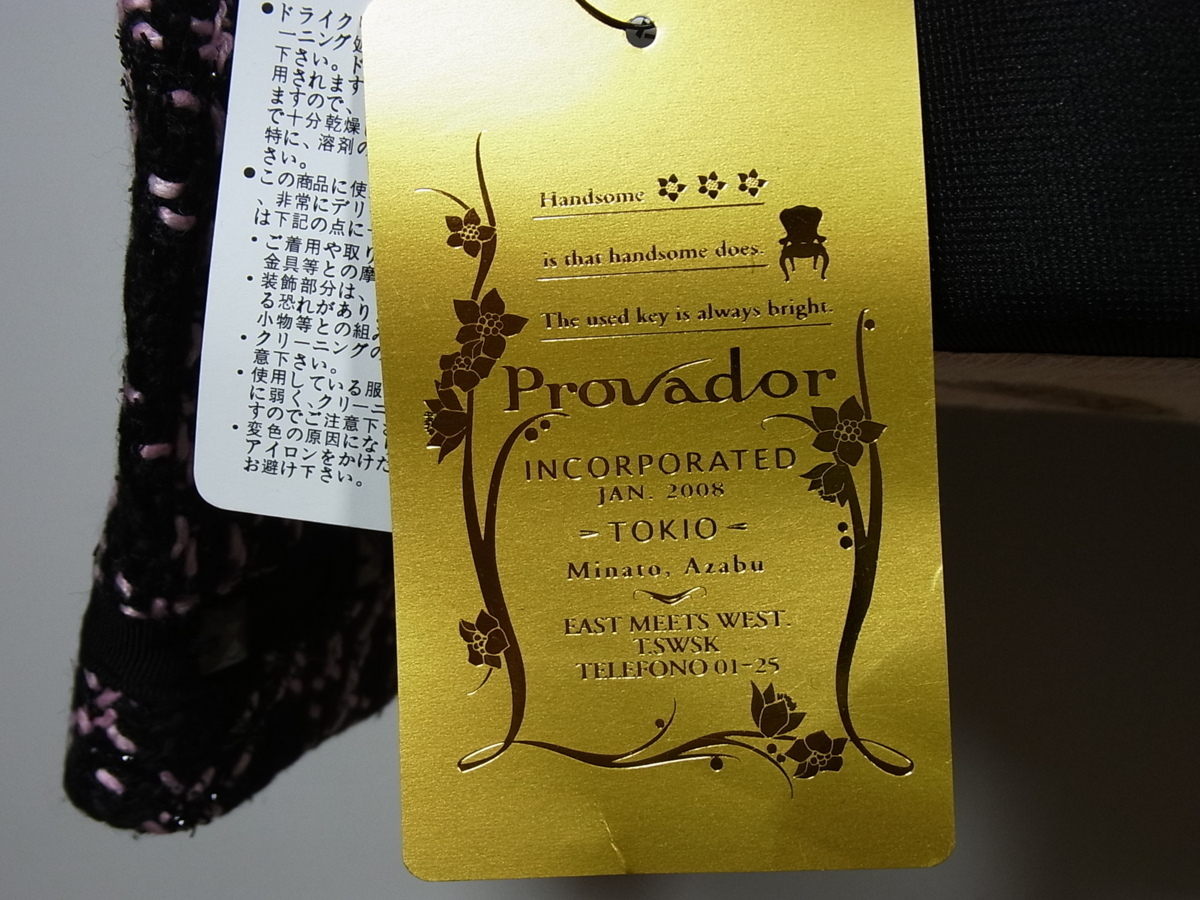 ●ドライク
ーニング処
下さい。ド
用されます
ますので、
で十分乾燥
特に、溶剤の
さい。
●この商品に使
、非常にデリ
は下記の点に
・ご着用や取り
金具等との摩
・装飾部分は、
る恐れがあり
小物等との組み
・クリーニングの
意下さい。
・使用している服
に弱く、クリーニ
すのでご注意下さ
・変色の原因にな
アイロンをかけた
お避け下さい。
Handsome
is that handsome does.
The used key is always bright.
Provador
INCORPORATED
JAN. 2008
TOKIO
Minato, Azabu
EAST MEETS WEST.
T.SWSK
TELEFONO 01-25